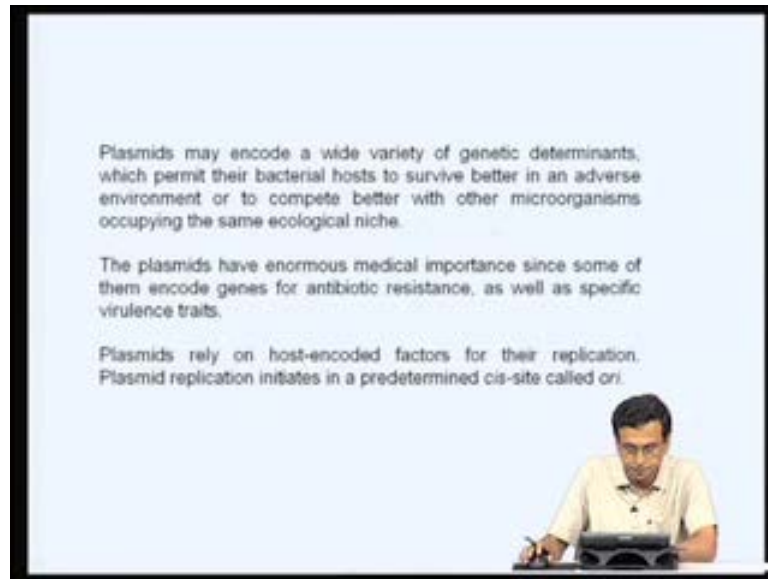 Plasmids may encode a wide variety of genetic determinants,
which permit their bacterial hosts to survive better in an adverse
environment or to compete better with other microorganisms
occupying the same ecological niche.
The plasmids have enormous medical importance since some of
them encode genes for antibiotic resistance, as well as specific
virulence traits.
Plasmids rely on host-encoded factors for their replication.
Plasmid replication initiates in a predetermined cis-site called ori.